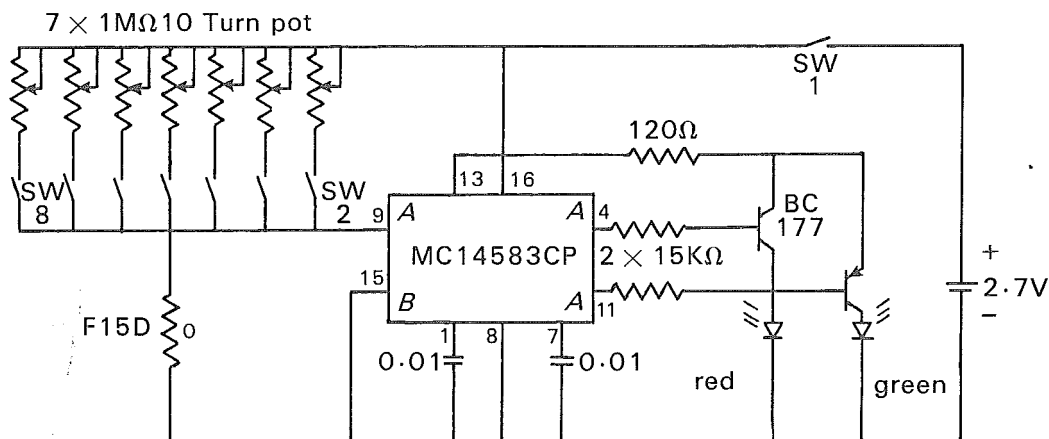 7 × 1MΩ10 Turn pot
SW
1
120Ω
13
16
SW
8
SW
2
9
A
A
4
BC
177
MC14583CP
2 × 15KΩ
+
2·7V
−
15
B
A
11
F15D
0
1
8
7
0·01
0·01
red
green